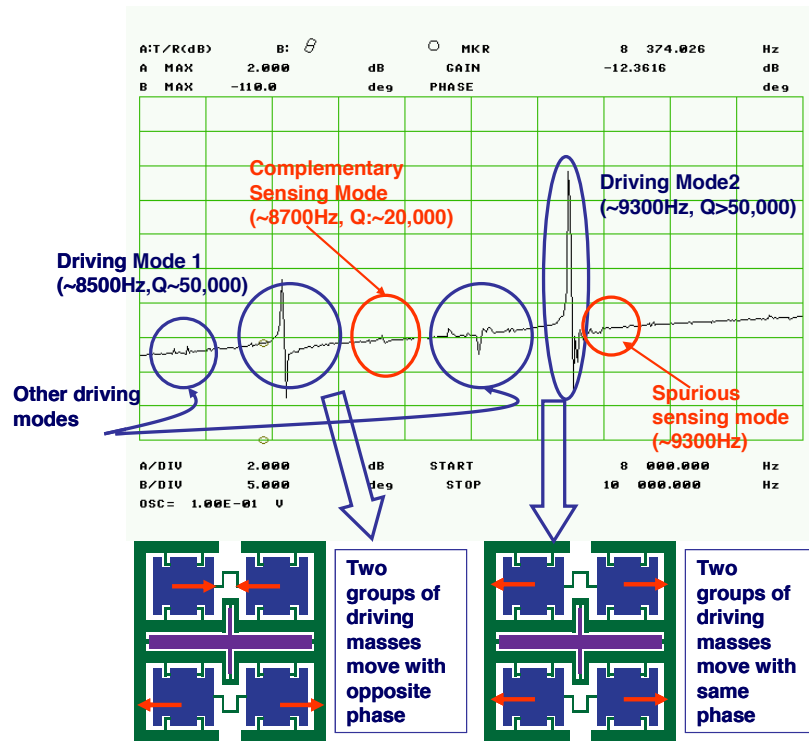 A:T/R(dB) B: θ o MKR 8 374.026 Hz
A MAX 2.000 dB GAIN -12.3616 dB
B MAX -110.0 deg PHASE
Complementary
Sensing Mode
(~8700Hz, Q:~20,000)
Driving Mode2
(~9300Hz, Q>50,000)
Driving Mode 1
(~8500Hz,Q~50,000)
Other driving
modes
Spurious
sensing mode
(~9300Hz)
A/DIV 2.000 dB START 8 000.000 Hz
B/DIV 5.000 deg STOP 10 000.000 Hz
OSC= 1.00E-01 V
Two
groups of
driving
masses
move with
opposite
phase
Two
groups of
driving
masses
move with
same
phase